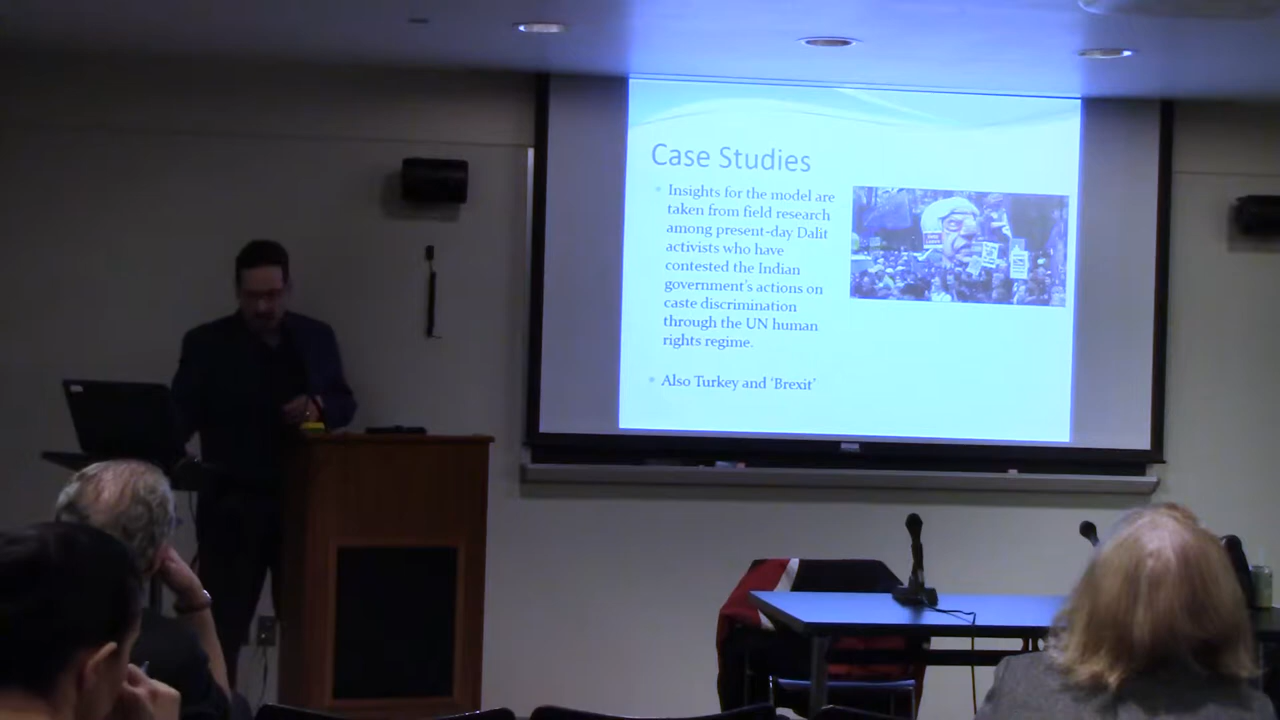 Case Studies
Insights for the model are
taken from field research
among present-day Dalit
activists who have
contested the Indian
government's actions on
caste discrimination
through the UN human
rights regime.
Also Turkey and 'Brexit'